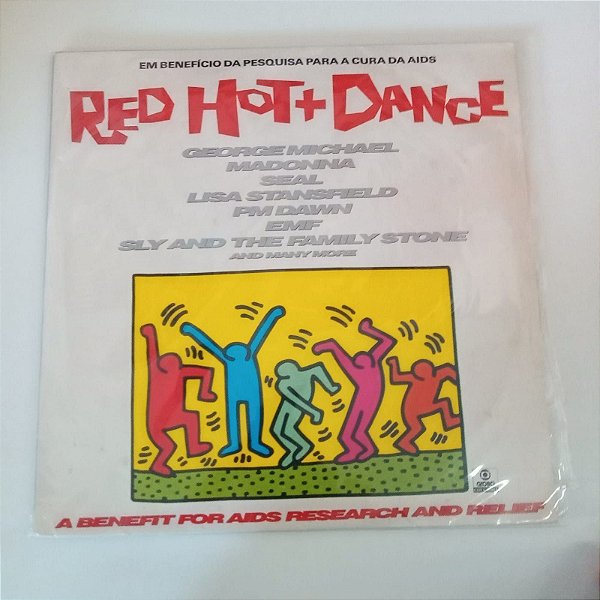 EM BENEFÍCIO DA PESQUISA PARA A CURA DA AIDS
RED HOT + DANCE
GEORGE MICHAEL
MADONNA
SEAL
LISA STANSFIELD
PM DAWN
EMF
SLY AND THE FAMILY STONE
AND MANY MORE
A BENEFIT FOR AIDS RESEARCH AND RELIEF